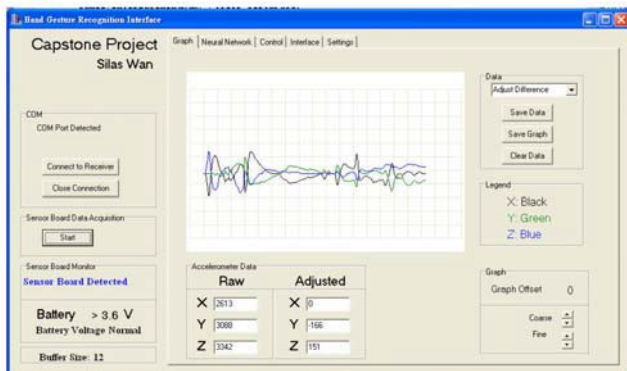 Hand Gesture Recognition Interface
Capstone Project
Silas Wan
COM
COM Port Detected
Connect to Receiver
Close Connection
Sensor Board Data Acquisition
Start
Sensor Board Monitor
Sensor Board Detected
Battery > 3.6 V
Battery Voltage Normal
Buffer Size: 12
Graph Neural Network Control Interface Settings
Accelerometer Data
Raw Adjusted
X 2613 X 0
Y 3088 Y -166
Z 3342 Z 151
Data
Adjust Difference
Save Data
Save Graph
Clear Data
Legend
X: Black
Y: Green
Z: Blue
Graph
Graph Offset 0
Coarse
Fine